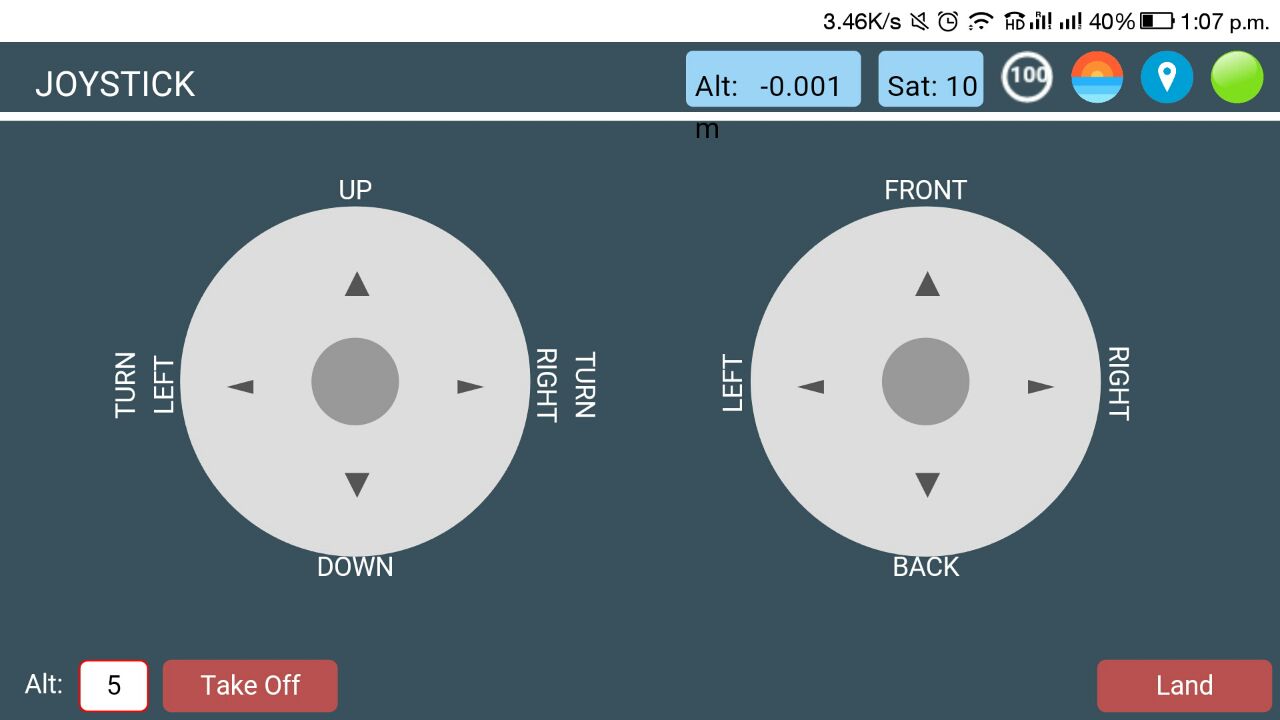 3.46K/s HD R 40% 1:07 p.m.
JOYSTICK
Alt: -0.001
m
Sat: 10
100
UP
TURN
LEFT
RIGHT
TURN
DOWN
FRONT
LEFT
RIGHT
BACK
Alt: 5
Take Off
Land